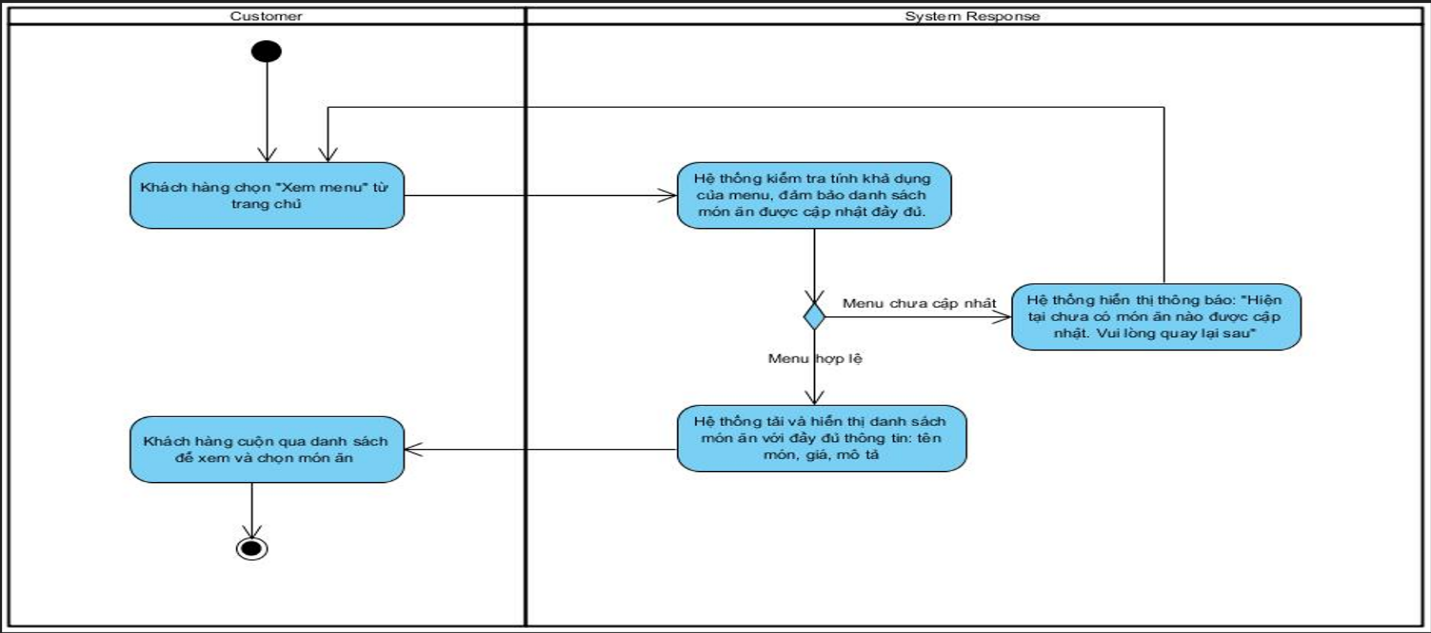 Customer
System Response
Khách hàng chọn "Xem menu" từ
trang chủ
Hệ thống kiểm tra tính khả dụng
của menu, đảm bảo danh sách
món ăn được cập nhật đầy đủ.
Menu chưa cập nhât
Hệ thống hiển thị thông báo: "Hiện
tại chưa có món ăn nào được cập
nhật. Vui lòng quay lại sau"
Menu hợp lệ
Hệ thống tải và hiển thị danh sách
món ăn với đầy đủ thông tin: tên
món, giá, mô tả
Khách hàng cuộn qua danh sách
để xem và chọn món ăn